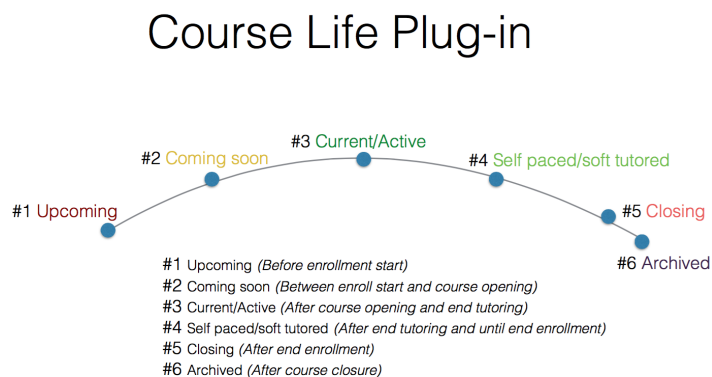 Course Life Plug-in
#3 Current/Active
#2 Coming soon
#4 Self paced/soft tutored
#1 Upcoming
#5 Closing
#6 Archived
#1 Upcoming (Before enrollment start)
#2 Coming soon (Between enroll start and course opening)
#3 Current/Active (After course opening and end tutoring)
#4 Self paced/soft tutored (After end tutoring and until end enrollment)
#5 Closing (After end enrollment)
#6 Archived (After course closure)